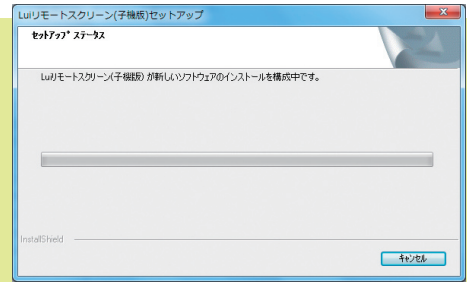 Luiリモートスクリーン(子機版)セットアップ
セットアップ ステータス
Luiリモートスクリーン(子機版) が新しいソフトウェアのインストールを構成中です。
InstallShield
キャンセル